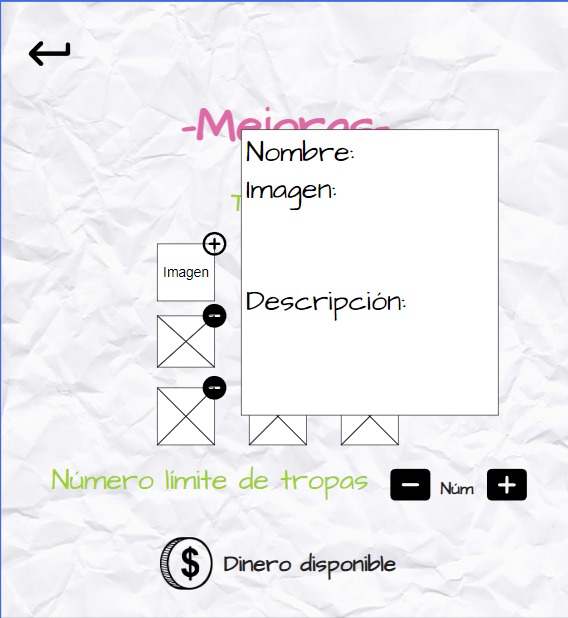 -Mejoras-
Nombre:
Imagen:
Imagen
Descripción:
Número límite de tropas
Núm
$ Dinero disponible